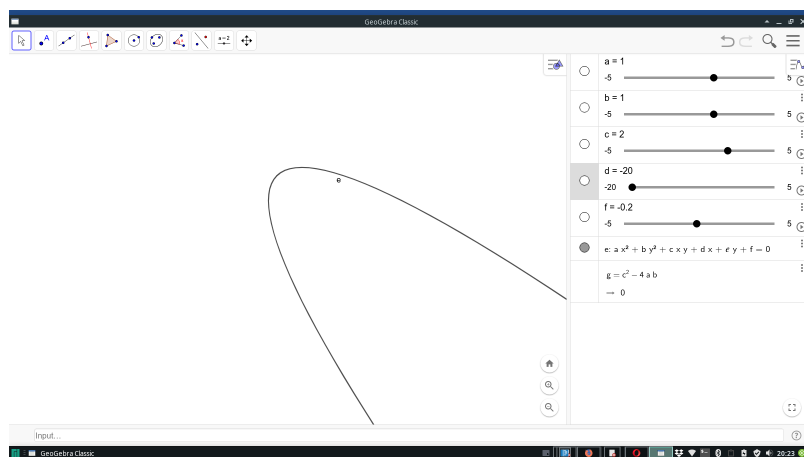 GeoGebra Classic
a=2
a = 1
-5 5
b = 1
-5 5
c = 2
-5 5
d = -20
-20 5
f = -0.2
-5 5
e: a x² + b y² + c x y + d x + ℯ y + f = 0
g = c² − 4 a b
→ 0
e
Input...
GeoGebra Classic
20:23